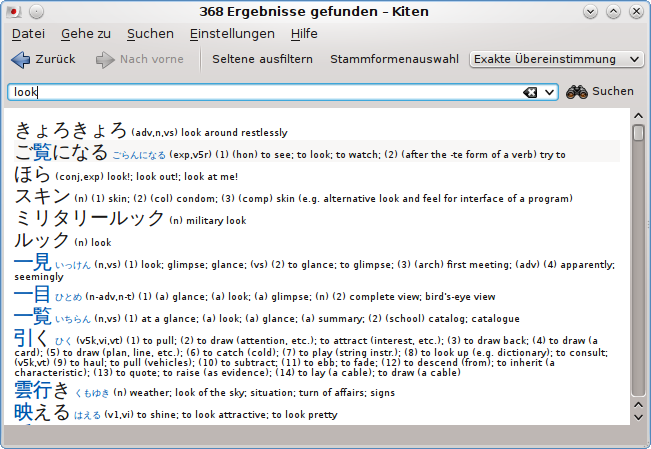 368 Ergebnisse gefunden – Kiten
Datei Gehe zu Suchen Einstellungen Hilfe
Zurück Nach vorne Seltene ausfiltern Stammformenauswahl Exakte Übereinstimmung
look Suchen
きょろきょろ (adv,n,vs) look around restlessly
ご覧になる ごらんになる (exp,v5r) (1) (hon) to see; to look; to watch; (2) (after the -te form of a verb) try to
ほら (conj,exp) look!; look out!; look at me!
スキン (n) (1) skin; (2) (col) condom; (3) (comp) skin (e.g. alternative look and feel for interface of a program)
ミリタリールック (n) military look
ルック (n) look
一見 いっけん (n,vs) (1) look; glimpse; glance; (vs) (2) to glance; to glimpse; (3) (arch) first meeting; (adv) (4) apparently;
seemingly
一目 ひとめ (n-adv,n-t) (1) (a) glance; (a) look; (a) glimpse; (n) (2) complete view; bird's-eye view
一覧 いちらん (n,vs) (1) at a glance; (a) look; (a) glance; (a) summary; (2) (school) catalog; catalogue
引く ひく (v5k,vi,vt) (1) to pull; (2) to draw (attention, etc.); to attract (interest, etc.); (3) to draw back; (4) to draw (a
card); (5) to draw (plan, line, etc.); (6) to catch (cold); (7) to play (string instr.); (8) to look up (e.g. dictionary); to consult;
(v5k,vt) (9) to haul; to pull (vehicles); (10) to subtract; (11) to ebb; to fade; (12) to descend (from); to inherit (a
characteristic); (13) to quote; to raise (as evidence); (14) to lay (a cable); to draw (a cable)
雲行き くもゆき (n) weather; look of the sky; situation; turn of affairs; signs
映える はえる (v1,vi) to shine; to look attractive; to look pretty